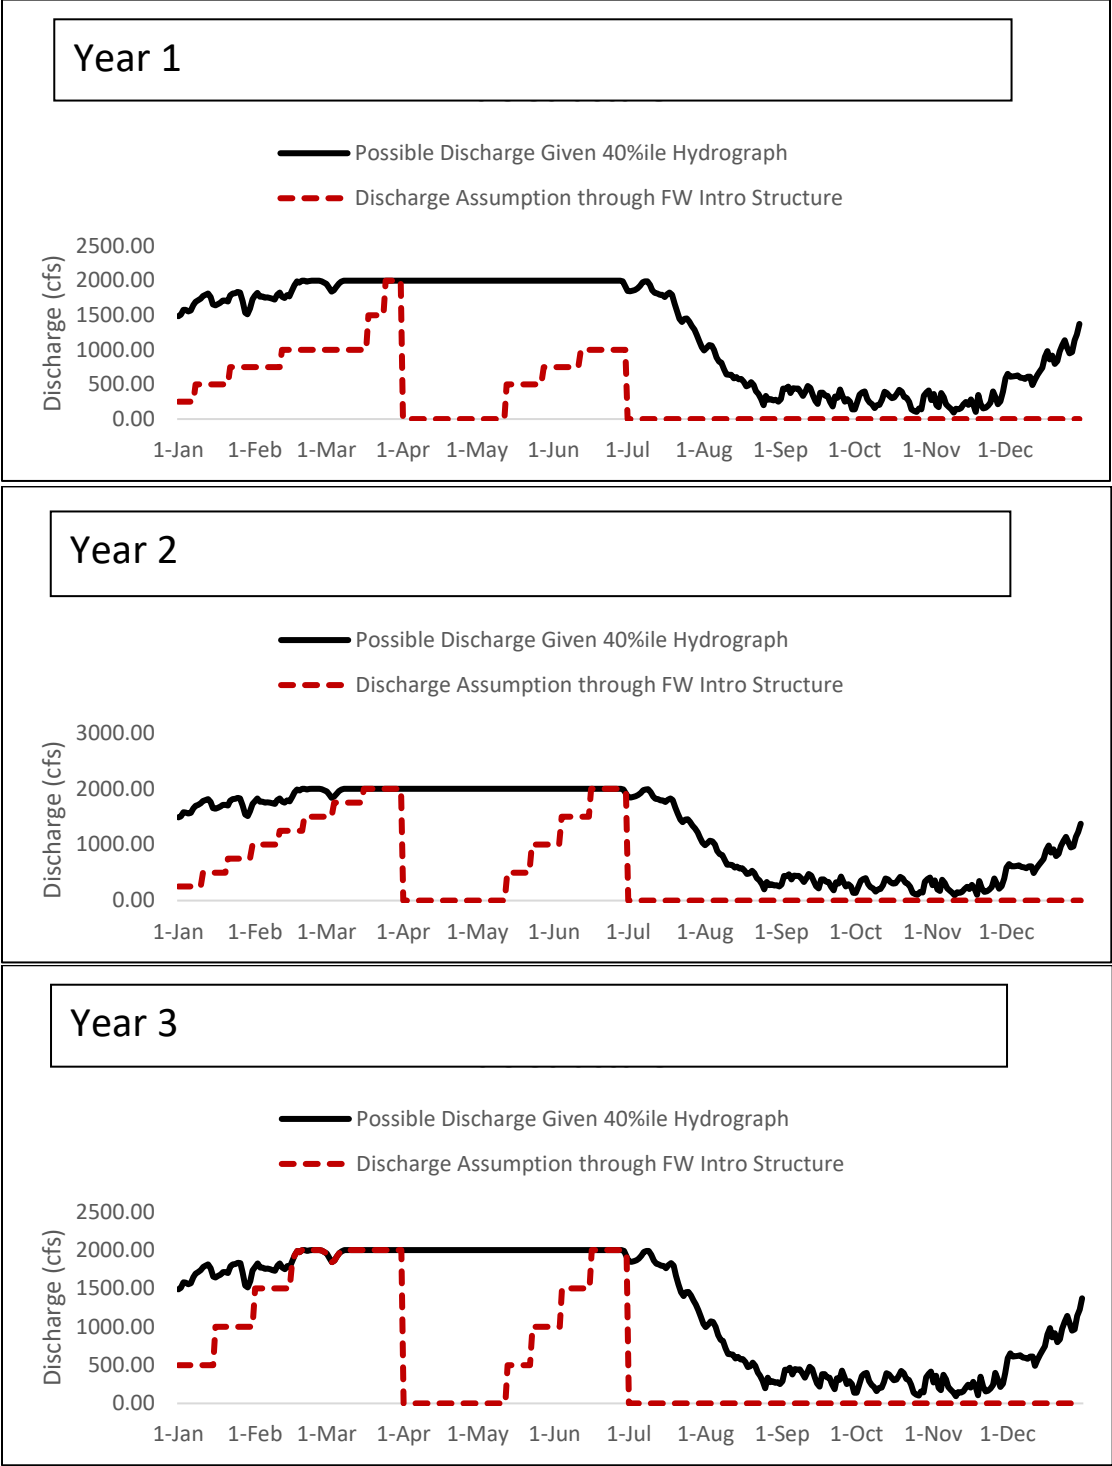 Year 1
Possible Discharge Given 40%ile Hydrograph
Discharge Assumption through FW Intro Structure
Discharge (cfs)
2500.00
2000.00
1500.00
1000.00
500.00
0.00
1-Jan 1-Feb 1-Mar 1-Apr 1-May 1-Jun 1-Jul 1-Aug 1-Sep 1-Oct 1-Nov 1-Dec
Year 2
Possible Discharge Given 40%ile Hydrograph
Discharge Assumption through FW Intro Structure
Discharge (cfs)
3000.00
2000.00
1000.00
0.00
1-Jan 1-Feb 1-Mar 1-Apr 1-May 1-Jun 1-Jul 1-Aug 1-Sep 1-Oct 1-Nov 1-Dec
Year 3
Possible Discharge Given 40%ile Hydrograph
Discharge Assumption through FW Intro Structure
Discharge (cfs)
2500.00
2000.00
1500.00
1000.00
500.00
0.00
1-Jan 1-Feb 1-Mar 1-Apr 1-May 1-Jun 1-Jul 1-Aug 1-Sep 1-Oct 1-Nov 1-Dec